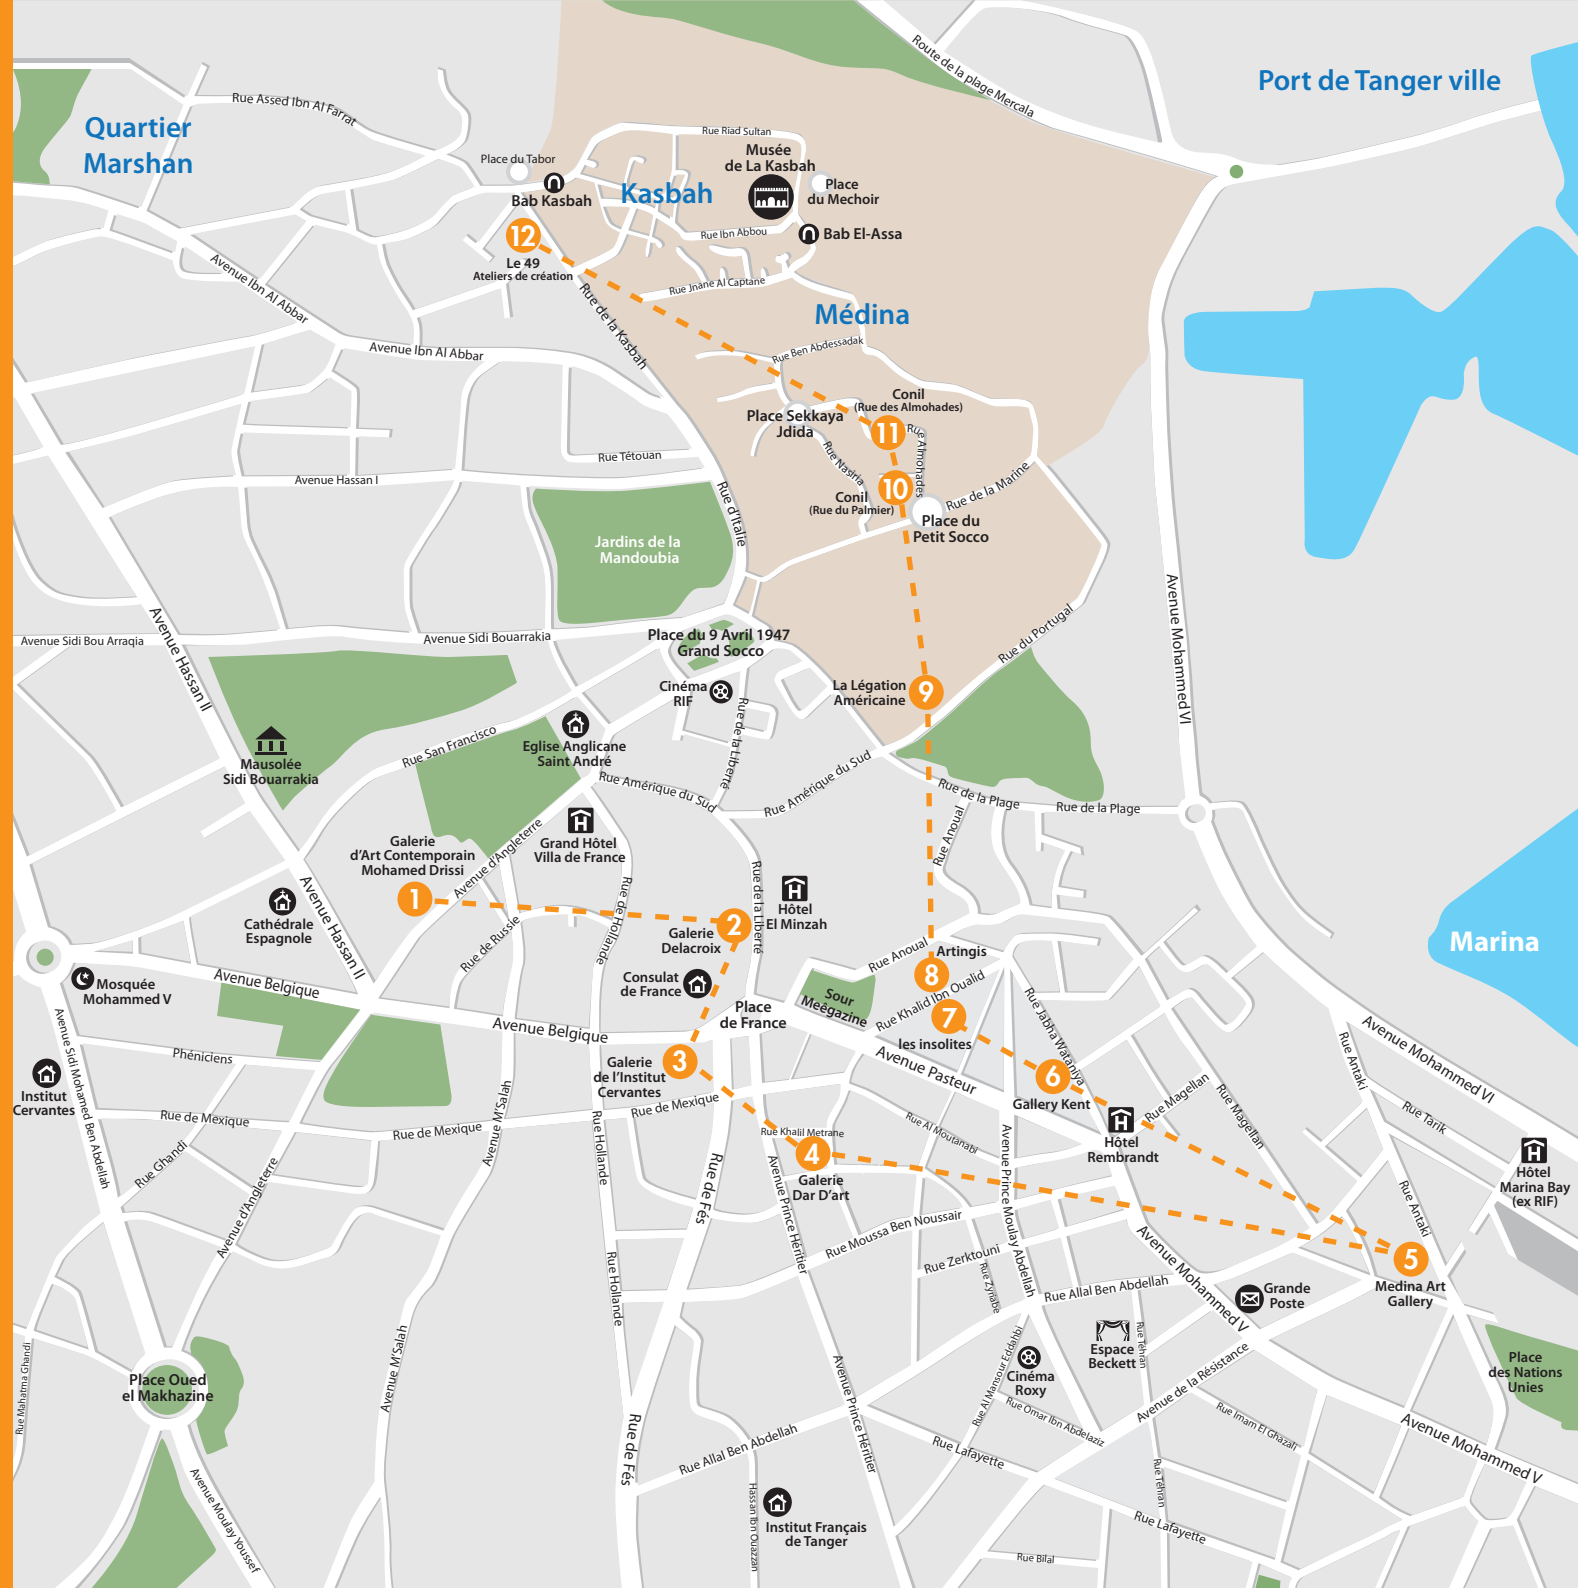 Route de la plage Mercala
Port de Tanger ville
Rue Assed Ibn Al Farrat
Quartier
Marshan
Rue Riad Sultan
Place du Tabor
Musée
de La Kasbah
Place
du Mechoir
Kasbah
Bab Kasbah
12
Rue Ibn Abbou
Bab El-Assa
Le 49
Ateliers de création
Avenue Ibn Al Abbar
Rue Jnane Al Captane
Rue de la Kasbah
Médina
Avenue Ibn Al Abbar
Rue Ben Abdessadak
Conil
(Rue des Almohades)
Place Sekkaya
Jdida
11
Rue Almohades
Rue Nasiria
Rue Tétouan
Avenue Hassan I
10
Conil
(Rue du Palmier)
Rue de la Marine
Rue d'Italie
Place du
Petit Socco
Jardins de la
Mandoubia
Avenue Mohammed VI
Avenue Hassan II
Avenue Sidi Bou Arraqia
Avenue Sidi Bouarrakia
Place du 9 Avril 1947
Grand Socco
Rue du Portugal
Cinéma
RIF
La Légation
Américaine
9
Rue de la Liberté
Rue San Francisco
Eglise Anglicane
Saint André
Mausolée
Sidi Bouarrakia
Rue Amérique du Sud
Rue Amérique du Sud
Rue de la Plage
Rue de la Plage
Rue Anoual
Grand Hôtel
Villa de France
Galerie
d'Art Contemporain
Mohamed Drissi
Avenue d'Angleterre
1
Avenue Hassan II
Rue de Hollande
Rue de la Liberté
Hôtel
El Minzah
Cathédrale
Espagnole
Rue de Russie
2
Galerie
Delacroix
Rue Anoual
Artingis
8
Marina
Mosquée
Mohammed V
Avenue Belgique
Consulat
de France
Sour
Meêgazine
Rue Khalid Ibn Oualid
7
les insolites
Place
de France
Avenue Belgique
Rue Jabha Wataniya
Avenue Mohammed VI
Avenue Sidi Mohamed Ben Abdellah
Phéniciens
Institut
Cervantes
Galerie
de l'Institut
Cervantes
3
Avenue Pasteur
6
Gallery Kent
Rue Antaki
Rue Magellan
Rue Magellan
Rue Tarik
Rue de Mexique
Rue de Mexique
Rue de Mexique
Avenue M'Salah
Rue Hollande
Rue Khalil Metrane
Rue Al Moutanabi
4
Galerie
Dar D'art
Hôtel
Rembrandt
Hôtel
Marina Bay
(ex RIF)
Rue Ghandi
Avenue d'Angleterre
Rue de Fés
Avenue Prince Héritier
Avenue Prince Moulay Abdellah
Rue Antaki
Rue Moussa Ben Noussair
Rue Zerktouni
Rue Zyriabe
Rue Hollande
Avenue Mohammed V
5
Medina Art
Gallery
Rue Allal Ben Abdellah
Grande
Poste
Rue Mahatma Ghandi
Avenue M'Salah
Place Oued
el Makhazine
Avenue Prince Héritier
Rue Al Mansour Eddahbi
Cinéma
Roxy
Espace
Beckett
Rue Tehran
Avenue de la Résistance
Place
des Nations
Unies
Rue Omar Ibn Abdelaziz
Rue Imam El Ghazali
Avenue Mohammed V
Rue de Fés
Rue Allal Ben Abdellah
Rue Lafayette
Avenue Moulay Youssef
Hassan Ibn Ouazzan
Institut Français
de Tanger
Rue Tehran
Rue Lafayette
Rue Bilal